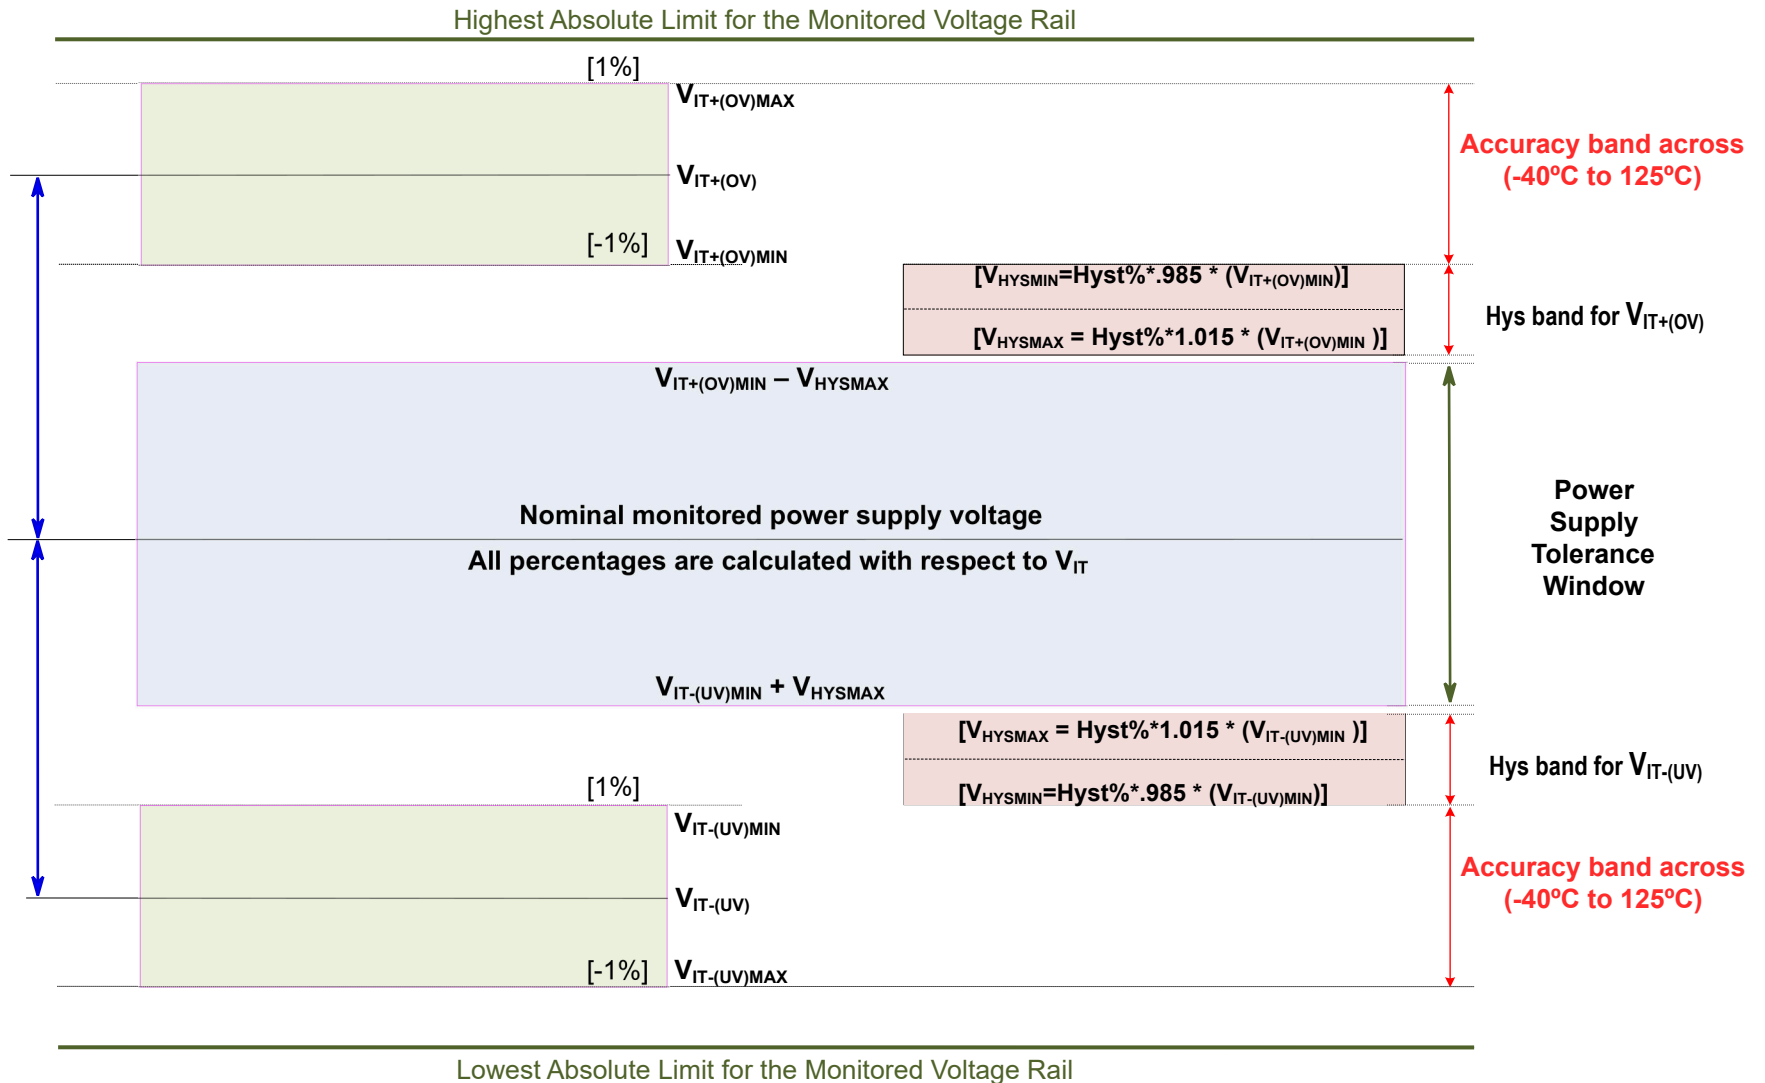 Highest Absolute Limit for the Monitored Voltage Rail
[1%]
VIT+(OV)MAX
Accuracy band across
(-40ºC to 125ºC)
VIT+(OV)
[-1%]
VIT+(OV)MIN
[VHYSMIN=Hyst%*.985 * (VIT+(OV)MIN)]
Hys band for VIT+(OV)
[VHYSMAX = Hyst%*1.015 * (VIT+(OV)MIN )]
VIT+(OV)MIN – VHYSMAX
Nominal monitored power supply voltage
All percentages are calculated with respect to VIT
Power
Supply
Tolerance
Window
VIT-(UV)MIN + VHYSMAX
[VHYSMAX = Hyst%*1.015 * (VIT-(UV)MIN )]
Hys band for VIT-(UV)
[VHYSMIN=Hyst%*.985 * (VIT-(UV)MIN)]
[1%]
VIT-(UV)MIN
Accuracy band across
(-40ºC to 125ºC)
VIT-(UV)
[-1%]
VIT-(UV)MAX
Lowest Absolute Limit for the Monitored Voltage Rail